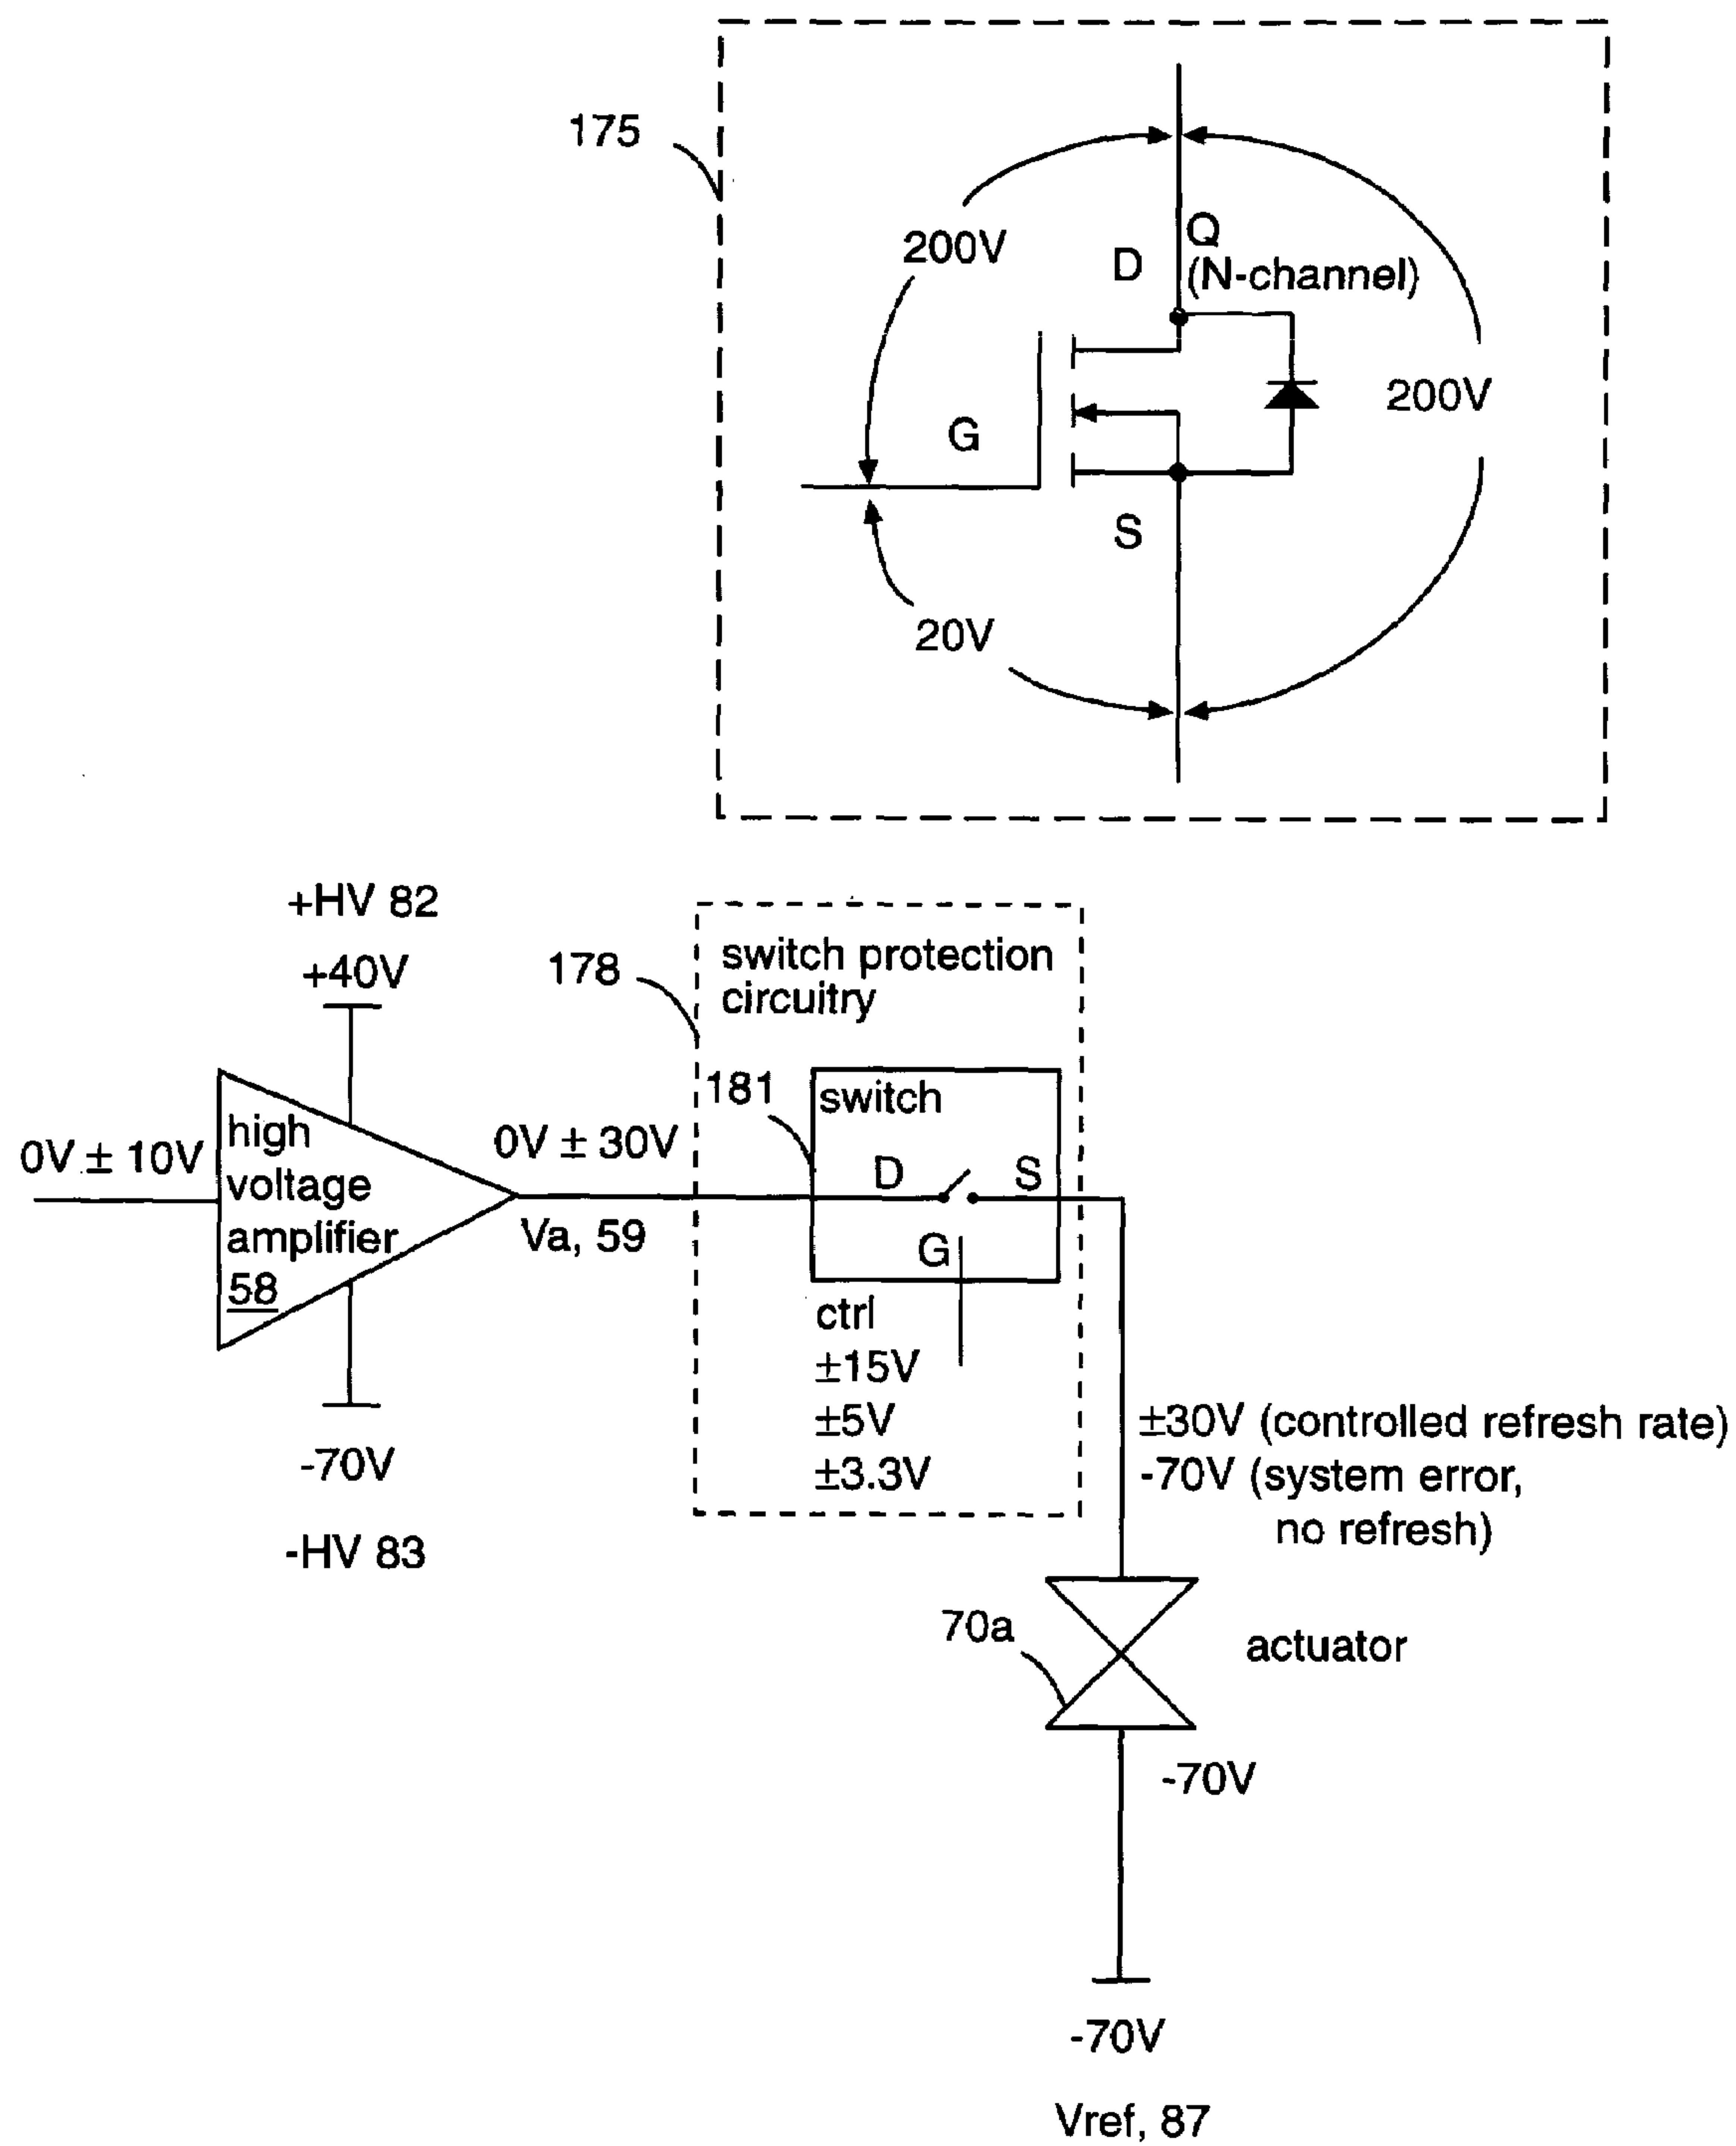 175
200V
Q
D
(N-channel)
200V
G
S
20V
+HV 82
+40V
178
switch protection
circuitry
181
switch
high
voltage
amplifier
58
0V ± 10V
0V ± 30V
D
S
Va, 59
G
ctrl
±15V
±5V
±3.3V
-70V
-HV 83
±30V (controlled refresh rate)
-70V (system error,
no refresh)
70a
actuator
-70V
-70V
Vref, 87